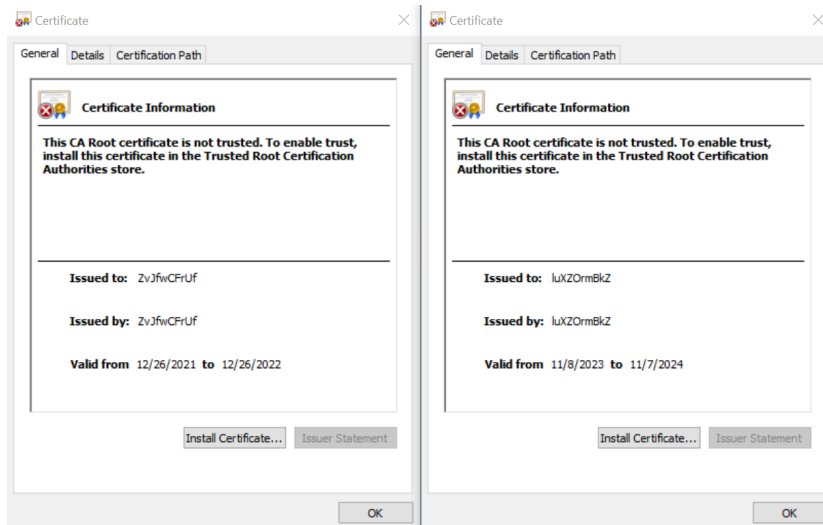 Certificate
General Details Certification Path
Certificate Information
This CA Root certificate is not trusted. To enable trust,
install this certificate in the Trusted Root Certification
Authorities store.
Issued to: ZvJfwCFrUf
Issued by: ZvJfwCFrUf
Valid from 12/26/2021 to 12/26/2022
Install Certificate... Issuer Statement
OK
Certificate
General Details Certification Path
Certificate Information
This CA Root certificate is not trusted. To enable trust,
install this certificate in the Trusted Root Certification
Authorities store.
Issued to: luXZOrmBkZ
Issued by: luXZOrmBkZ
Valid from 11/8/2023 to 11/7/2024
Install Certificate... Issuer Statement
OK